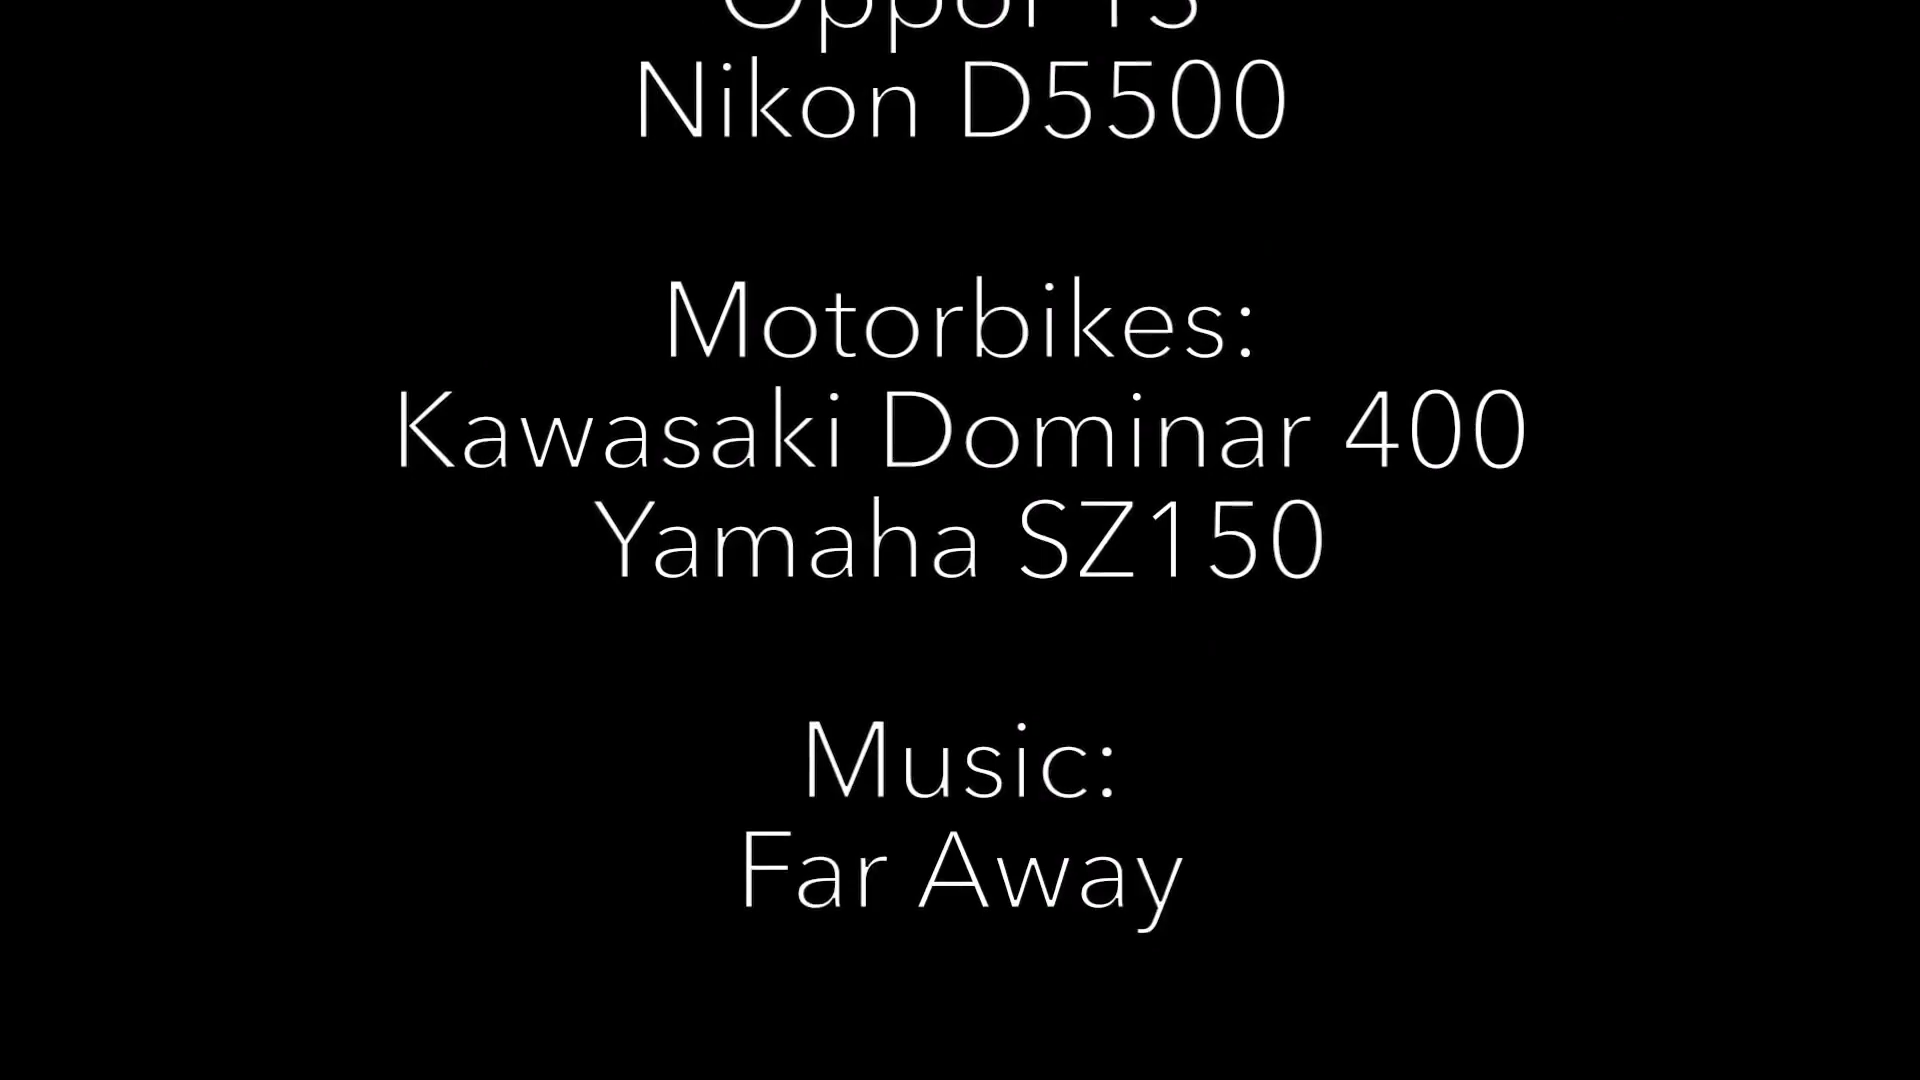 Nikon D5500
Motorbikes:
Kawasaki Dominar 400
Yamaha SZ150
Music:
Far Away